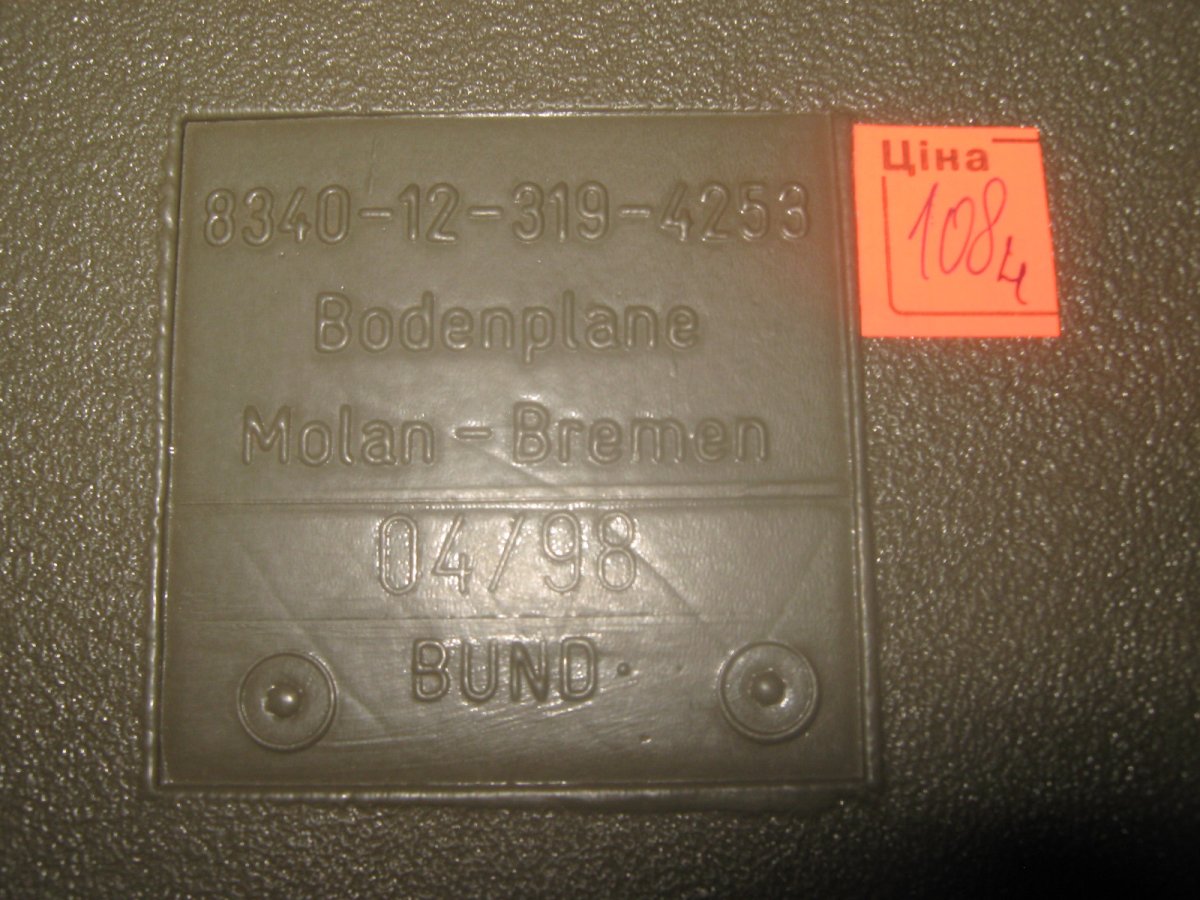 8340-12-319-4253
Bodenplane
Molan - Bremen
04/98
BUND
Ціна
108